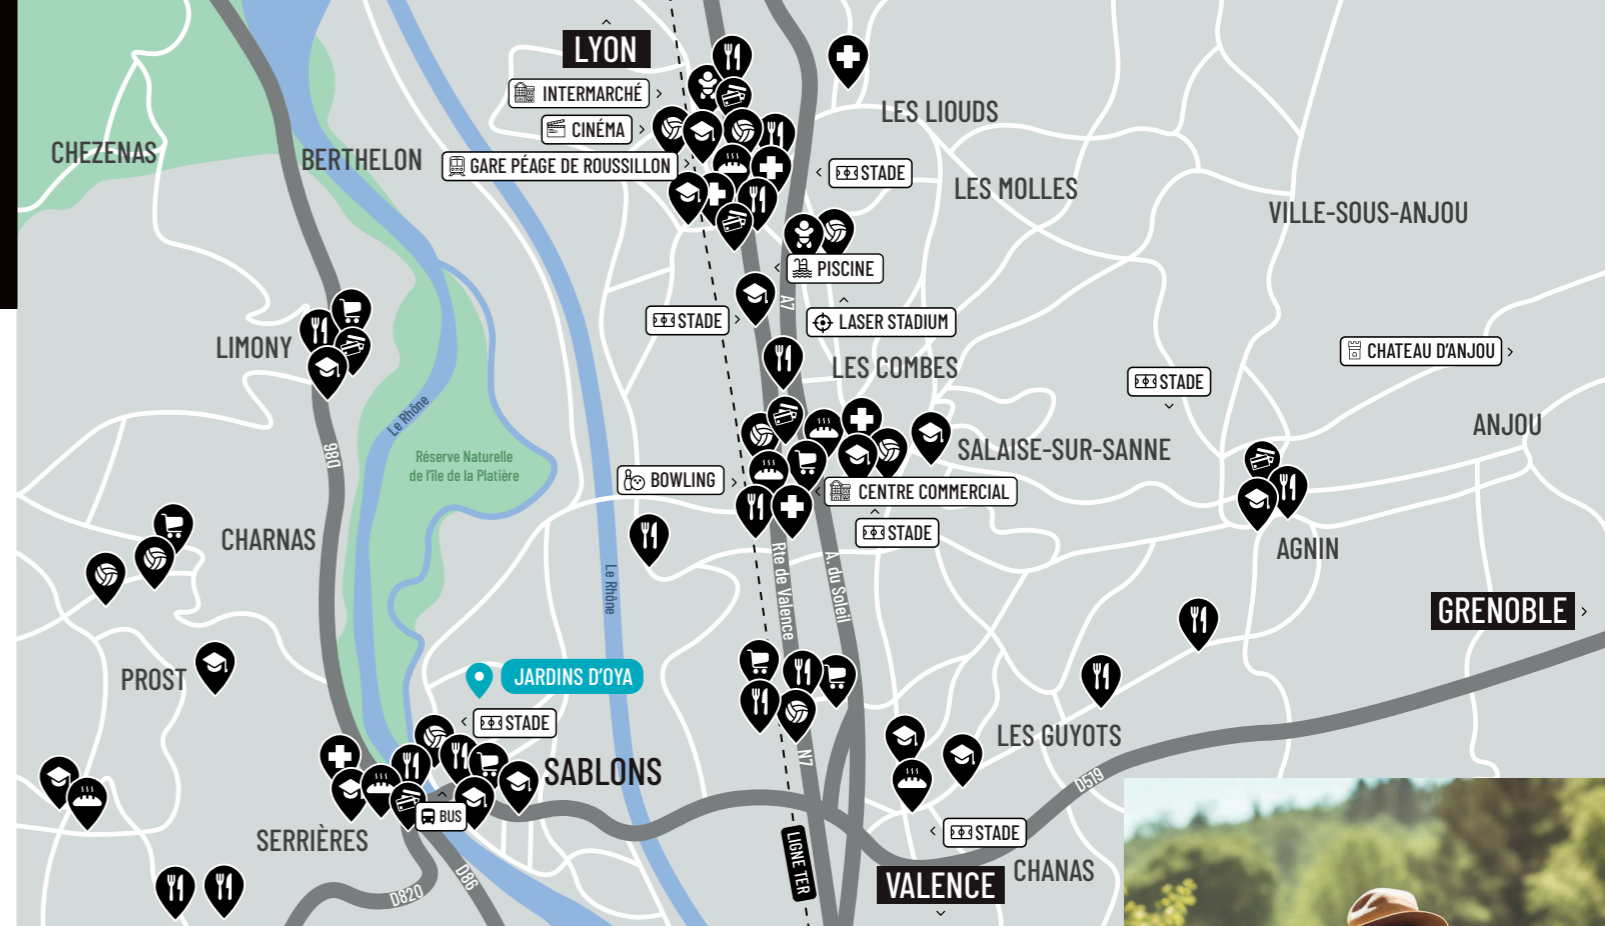 LYON
INTERMARCHÉ
LES LIOUDS
CINÉMA
CHEZENAS
BERTHELON
GARE PÉAGE DE ROUSSILLON
STADE
LES MOLLES
VILLE-SOUS-ANJOU
PISCINE
A7
STADE
LASER STADIUM
LIMONY
CHATEAU D'ANJOU
LES COMBES
STADE
Le Rhône
ANJOU
D86
Réserve Naturelle
de l'île de la Platière
SALAISE-SUR-SANNE
BOWLING
CENTRE COMMERCIAL
STADE
CHARNAS
AGNIN
Le Rhône
Rte de Valence
A. du Soleil
GRENOBLE
PROST
JARDINS D'OYA
STADE
LES GUYOTS
N7
SABLONS
D519
BUS
SERRIÈRES
STADE
LIGNE TER
CHANAS
VALENCE
D820
D86